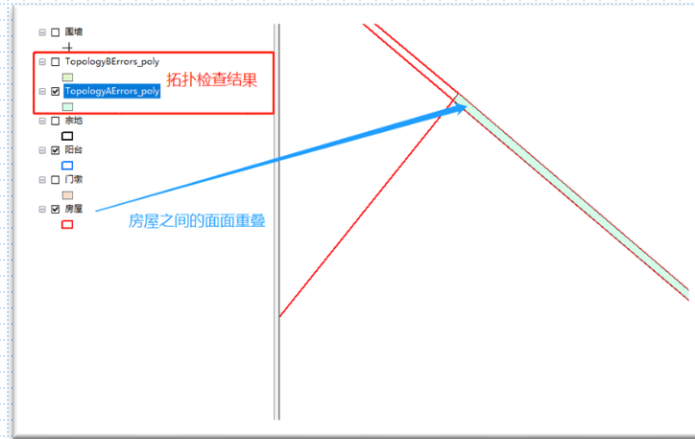 围墙
TopologyBErrors_poly
拓扑检查结果
TopologyAErrors_poly
宗地
阳台
门墩
房屋
房屋之间的面面重叠